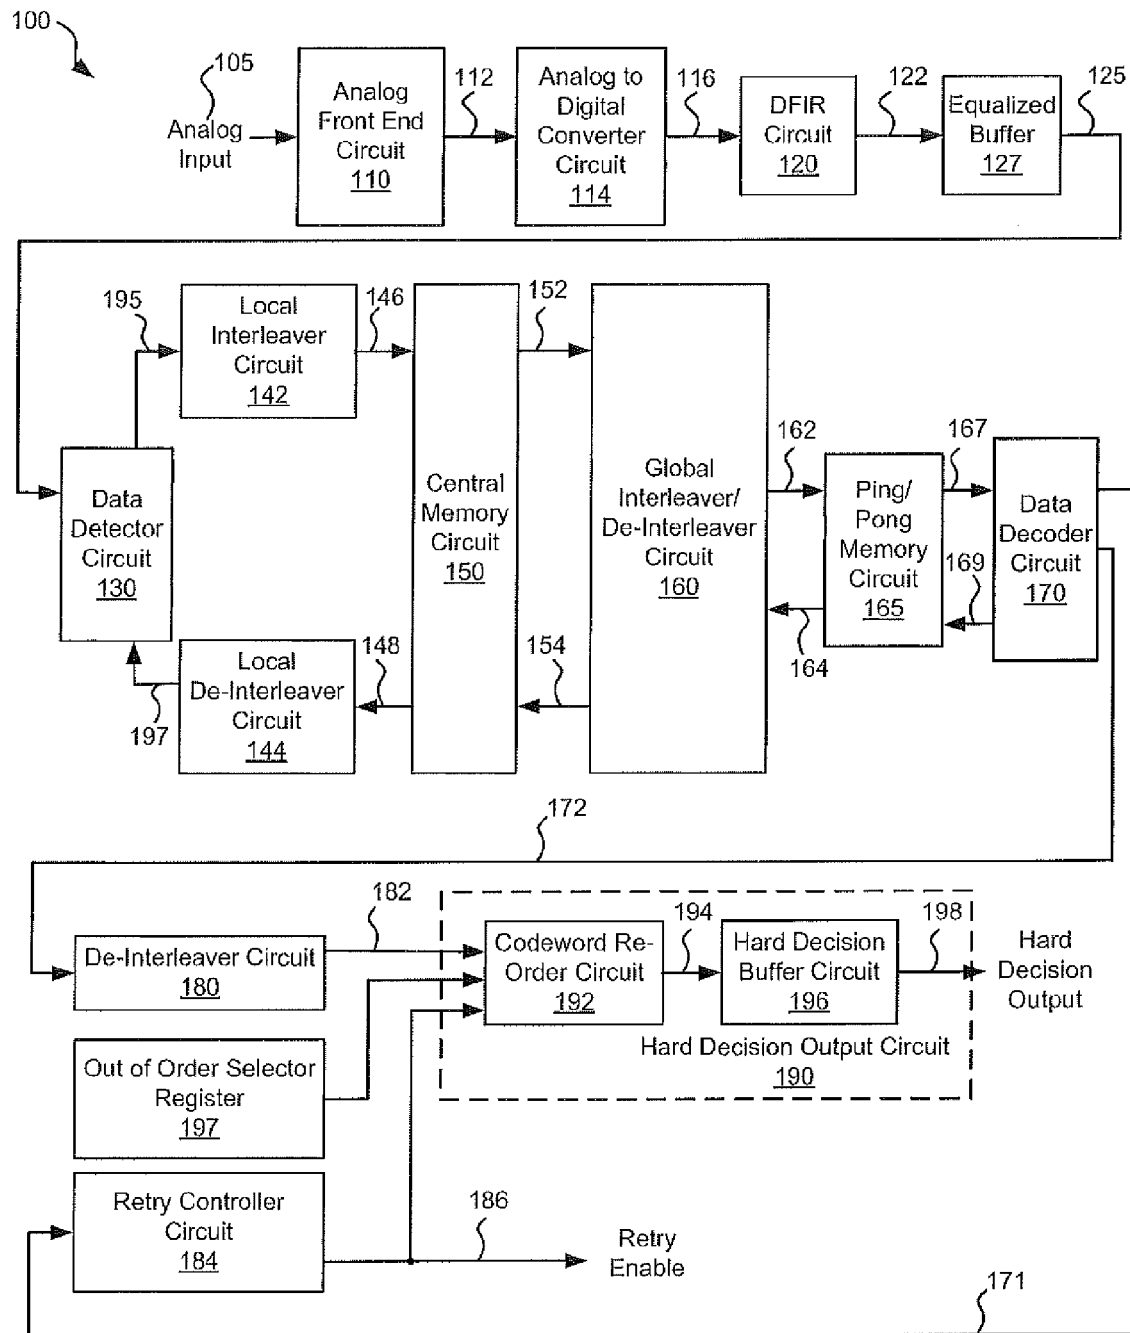 100
105
Analog
Input
Analog
Front End
Circuit
110
112
Analog to
Digital
Converter
Circuit
114
116
DFIR
Circuit
120
122
Equalized
Buffer
127
125
195
Local
Interleaver
Circuit
142
146
152
Data
Detector
Circuit
130
Central
Memory
Circuit
150
Global
Interleaver/
De-Interleaver
Circuit
160
162
Ping/
Pong
Memory
Circuit
165
167
Data
Decoder
Circuit
170
169
164
197
Local
De-Interleaver
Circuit
144
148
154
172
De-Interleaver Circuit
180
182
Codeword Re-
Order Circuit
192
194
Hard Decision
Buffer Circuit
196
198
Hard
Decision
Output
Hard Decision Output Circuit
190
Out of Order Selector
Register
197
Retry Controller
Circuit
184
186
Retry
Enable
171